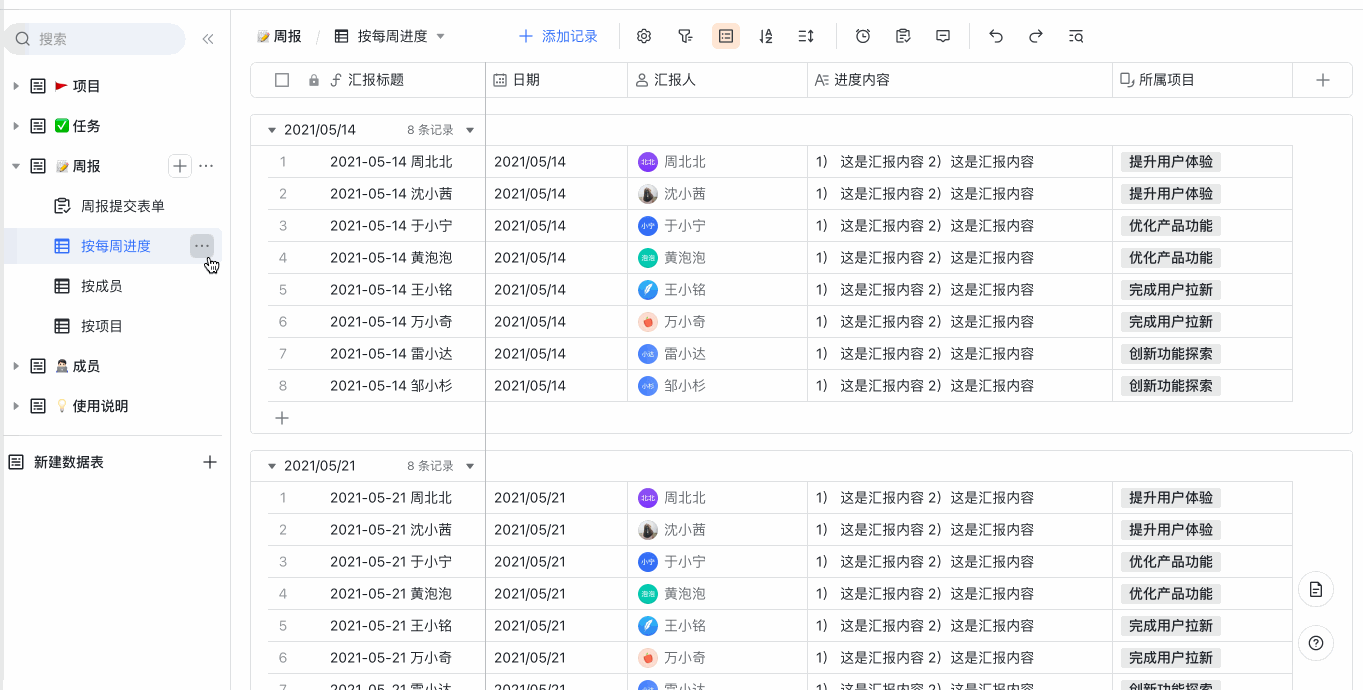 搜索
项目
任务
周报
周报提交表单
按每周进度
按成员
按项目
成员
使用说明
新建数据表
周报 / 按每周进度 添加记录
汇报标题 日期 汇报人 进度内容 所属项目
2021/05/14 8 条记录
1 2021-05-14 周北北 2021/05/14 北北 周北北 1) 这是汇报内容 2) 这是汇报内容 提升用户体验
2 2021-05-14 沈小茜 2021/05/14 沈小茜 1) 这是汇报内容 2) 这是汇报内容 提升用户体验
3 2021-05-14 于小宁 2021/05/14 小宁 于小宁 1) 这是汇报内容 2) 这是汇报内容 优化产品功能
4 2021-05-14 黄泡泡 2021/05/14 泡泡 黄泡泡 1) 这是汇报内容 2) 这是汇报内容 优化产品功能
5 2021-05-14 王小铭 2021/05/14 王小铭 1) 这是汇报内容 2) 这是汇报内容 完成用户拉新
6 2021-05-14 万小奇 2021/05/14 万小奇 1) 这是汇报内容 2) 这是汇报内容 完成用户拉新
7 2021-05-14 雷小达 2021/05/14 小达 雷小达 1) 这是汇报内容 2) 这是汇报内容 创新功能探索
8 2021-05-14 邹小杉 2021/05/14 小杉 邹小杉 1) 这是汇报内容 2) 这是汇报内容 创新功能探索
2021/05/21 8 条记录
1 2021-05-21 周北北 2021/05/21 北北 周北北 1) 这是汇报内容 2) 这是汇报内容 提升用户体验
2 2021-05-21 沈小茜 2021/05/21 沈小茜 1) 这是汇报内容 2) 这是汇报内容 提升用户体验
3 2021-05-21 于小宁 2021/05/21 小宁 于小宁 1) 这是汇报内容 2) 这是汇报内容 优化产品功能
4 2021-05-21 黄泡泡 2021/05/21 泡泡 黄泡泡 1) 这是汇报内容 2) 这是汇报内容 优化产品功能
5 2021-05-21 王小铭 2021/05/21 王小铭 1) 这是汇报内容 2) 这是汇报内容 完成用户拉新
6 2021-05-21 万小奇 2021/05/21 万小奇 1) 这是汇报内容 2) 这是汇报内容 完成用户拉新
7 2021-05-21 雷小达 2021/05/21 雷小达 1) 这是汇报内容 2) 这是汇报内容 创新功能探索